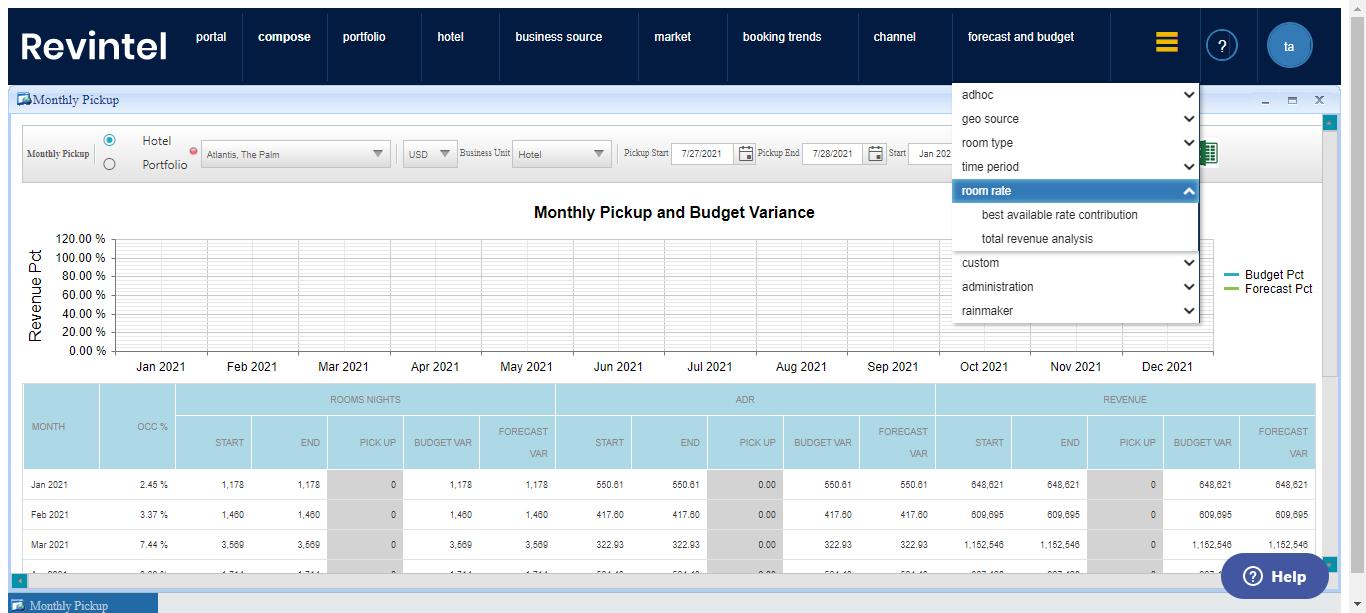 Revintel
portal compose portfolio hotel business source market booking trends channel forecast and budget ? ta
Monthly Pickup
adhoc
geo source
room type
time period
room rate
best available rate contribution
total revenue analysis
custom
administration
rainmaker
Monthly Pickup Hotel Portfolio Atlantis, The Palm USD Business Unit Hotel Pickup Start 7/27/2021 Pickup End 7/28/2021 Start Jan 202
Monthly Pickup and Budget Variance
Revenue Pct
120.00 %
100.00 %
80.00 %
60.00 %
40.00 %
20.00 %
0.00 %
Jan 2021 Feb 2021 Mar 2021 Apr 2021 May 2021 Jun 2021 Jul 2021 Aug 2021 Sep 2021 Oct 2021 Nov 2021 Dec 2021
Budget Pct
Forecast Pct
ROOMS NIGHTS ADR REVENUE
MONTH OCC % START END PICK UP BUDGET VAR FORECAST VAR START END PICK UP BUDGET VAR FORECAST VAR START END PICK UP BUDGET VAR FORECAST VAR
Jan 2021 2.45 % 1,178 1,178 0 1,178 1,178 550.61 550.61 0.00 550.61 550.61 648,621 648,621 0 648,621 648,621
Feb 2021 3.37 % 1,460 1,460 0 1,460 1,460 417.60 417.60 0.00 417.60 417.60 609,695 609,695 0 609,695 609,695
Mar 2021 7.44 % 3,569 3,569 0 3,569 3,569 322.93 322.93 0.00 322.93 322.93 1,152,546 1,152,546 0 1,152,546 1,152,546
? Help
Monthly Pickup